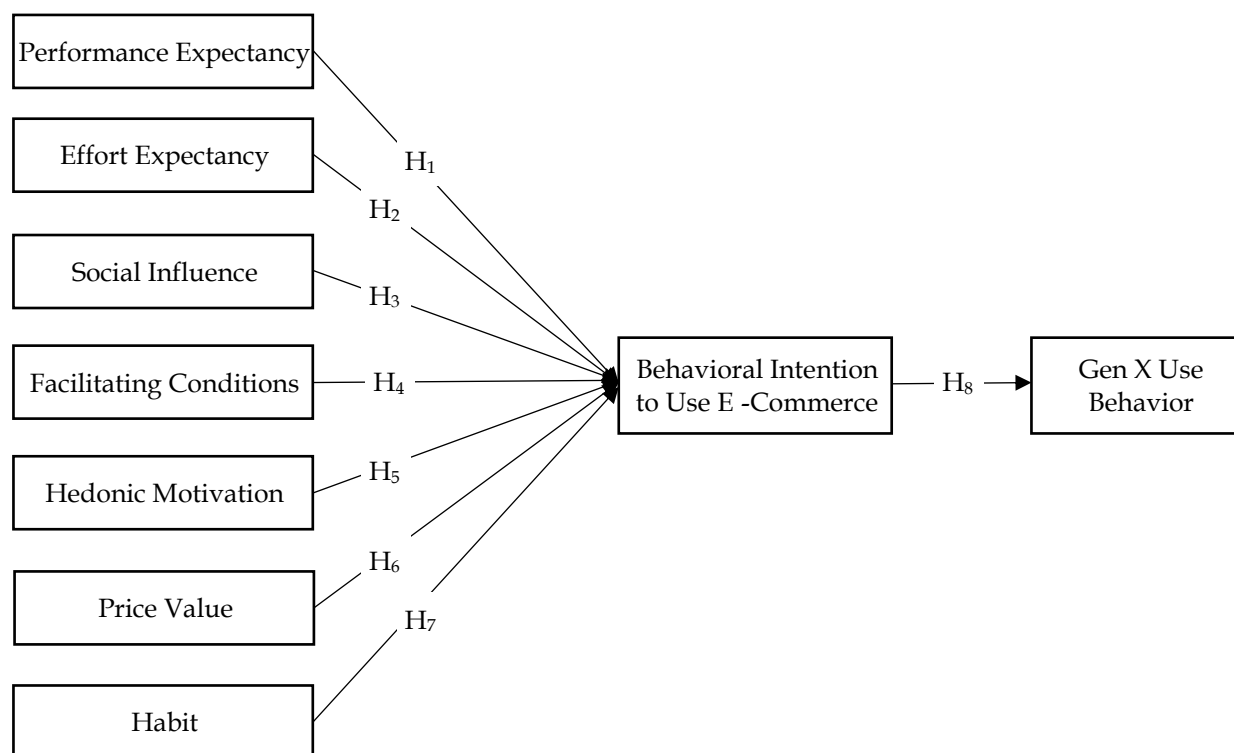 Performance Expectancy
Effort Expectancy
Social Influence
Facilitating Conditions
Hedonic Motivation
Price Value
Habit
H₁
H₂
H₃
H₄
H₅
H₆
H₇
Behavioral Intention
to Use E -Commerce
H₈
Gen X Use
Behavior